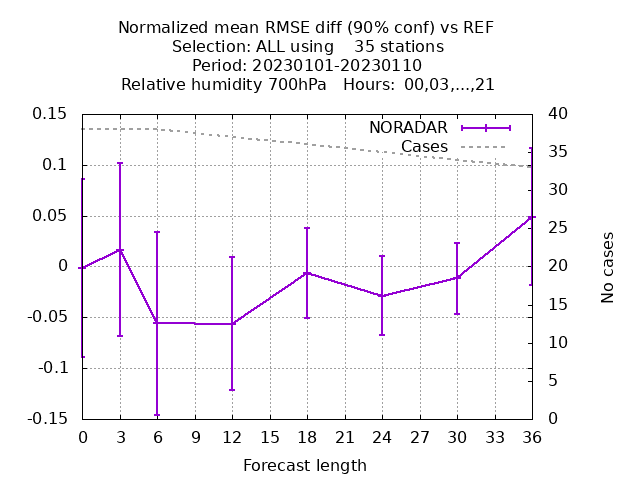 Normalized mean RMSE diff (90% conf) vs REF
Selection: ALL using    35 stations
Period: 20230101-20230110
Relative humidity 700hPa   Hours: 00,03,...,21
0.15
0.1
0.05
0
-0.05
-0.1
-0.15
NORADAR
Cases
40
35
30
25
20
15
10
5
0
No cases
0 3 6 9 12 15 18 21 24 27 30 33 36
Forecast length